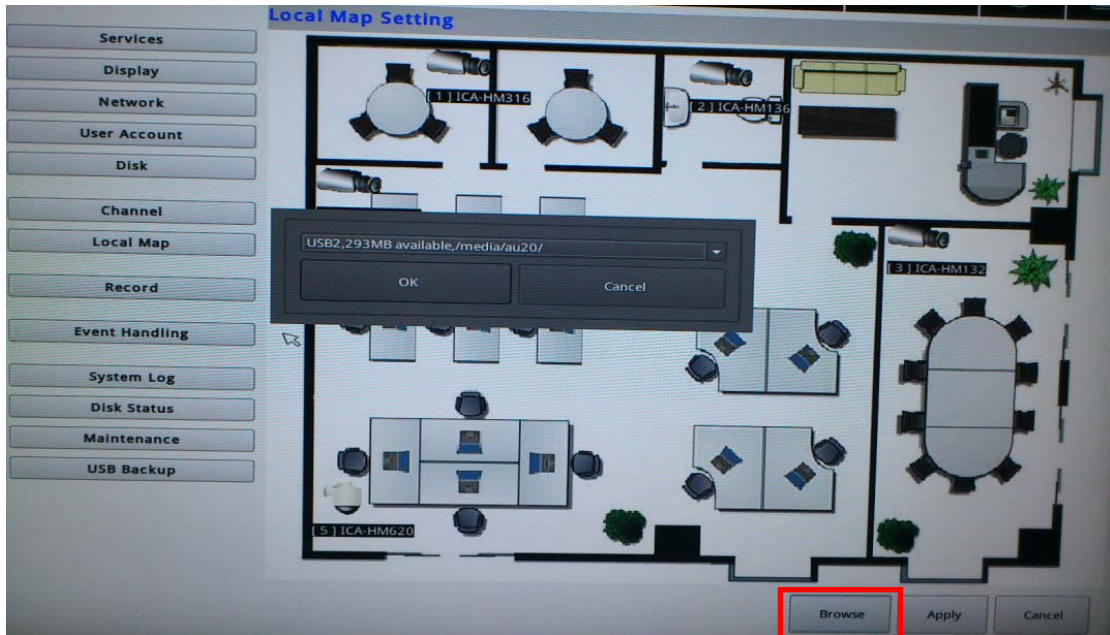 Local Map Setting
Services
Display
Network
User Account
Disk
Channel
Local Map
Record
Event Handling
System Log
Disk Status
Maintenance
USB Backup
[ 1 ] ICA-HM316
[ 2 ] ICA-HM136
USB2,293MB available,/media/au20/
OK
Cancel
[ 3 ] ICA-HM132
[ 5 ] ICA-HM620
Browse
Apply
Cancel